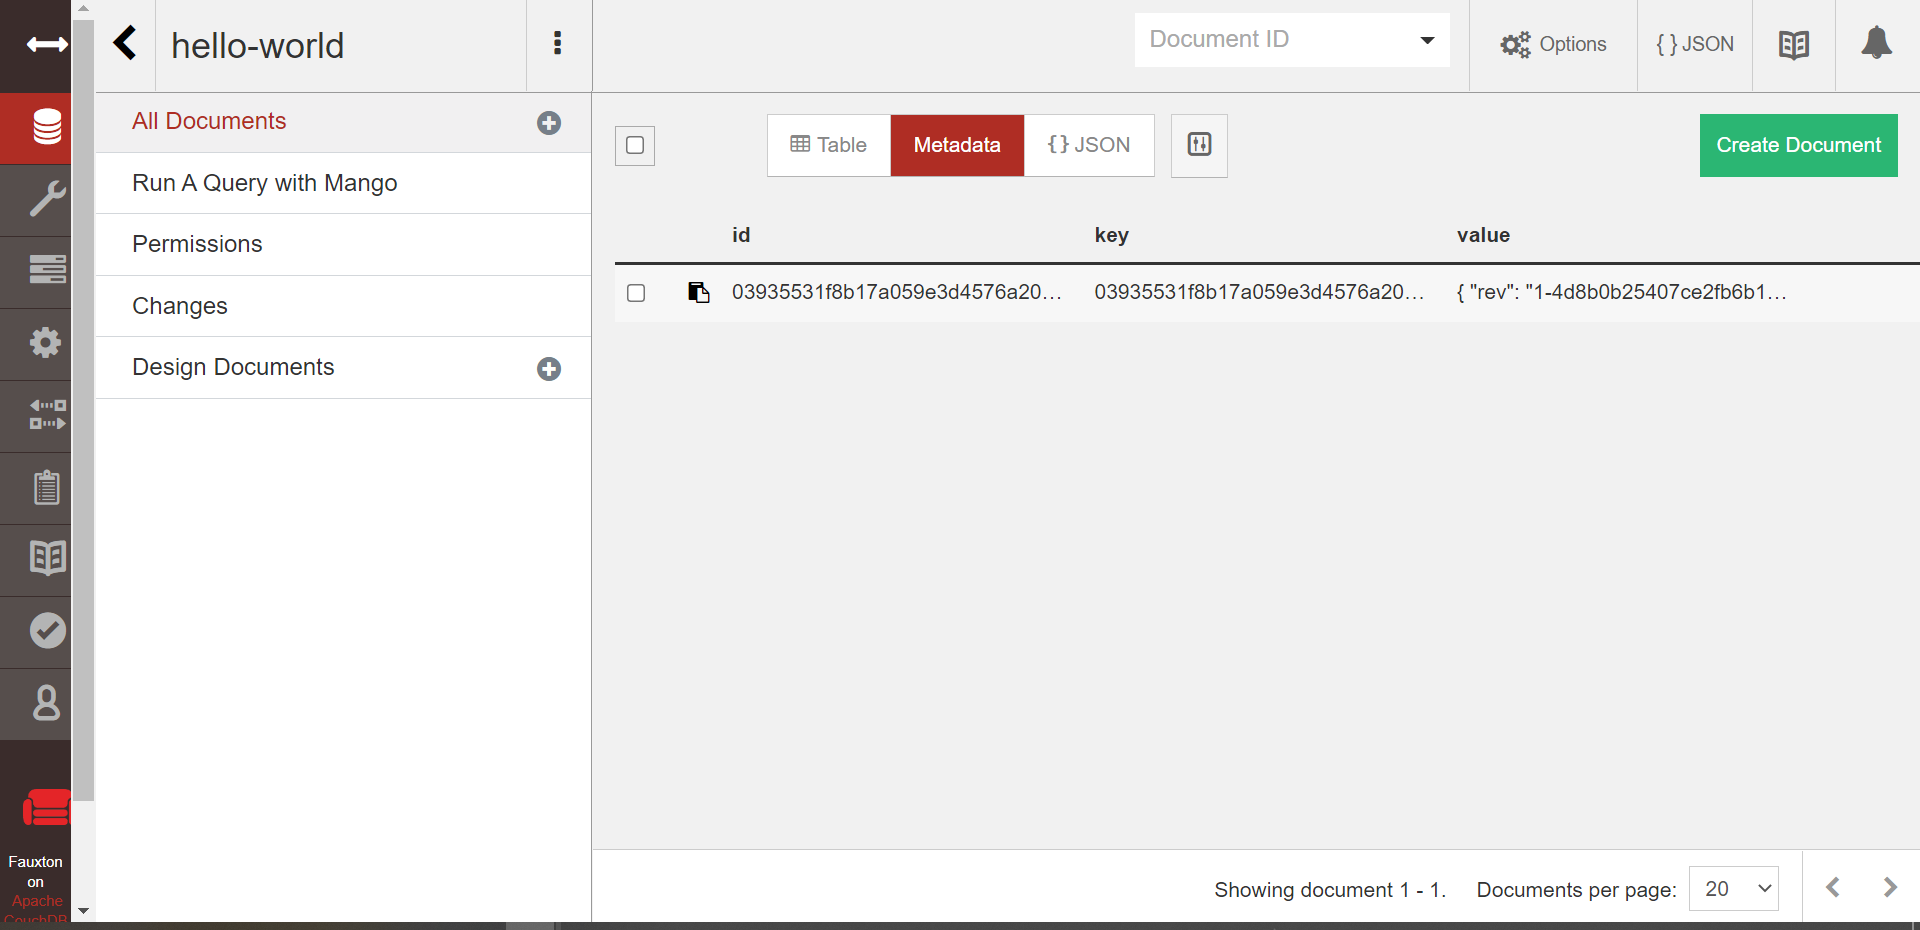 hello-world
Document ID
Options
{ } JSON
All Documents
Run A Query with Mango
Permissions
Changes
Design Documents
Table
Metadata
{ } JSON
Create Document
id key value
03935531f8b17a059e3d4576a20... 03935531f8b17a059e3d4576a20... { "rev": "1-4d8b0b25407ce2fb6b1...
Showing document 1 - 1. Documents per page: 20
Fauxton
on
Apache
CouchDB